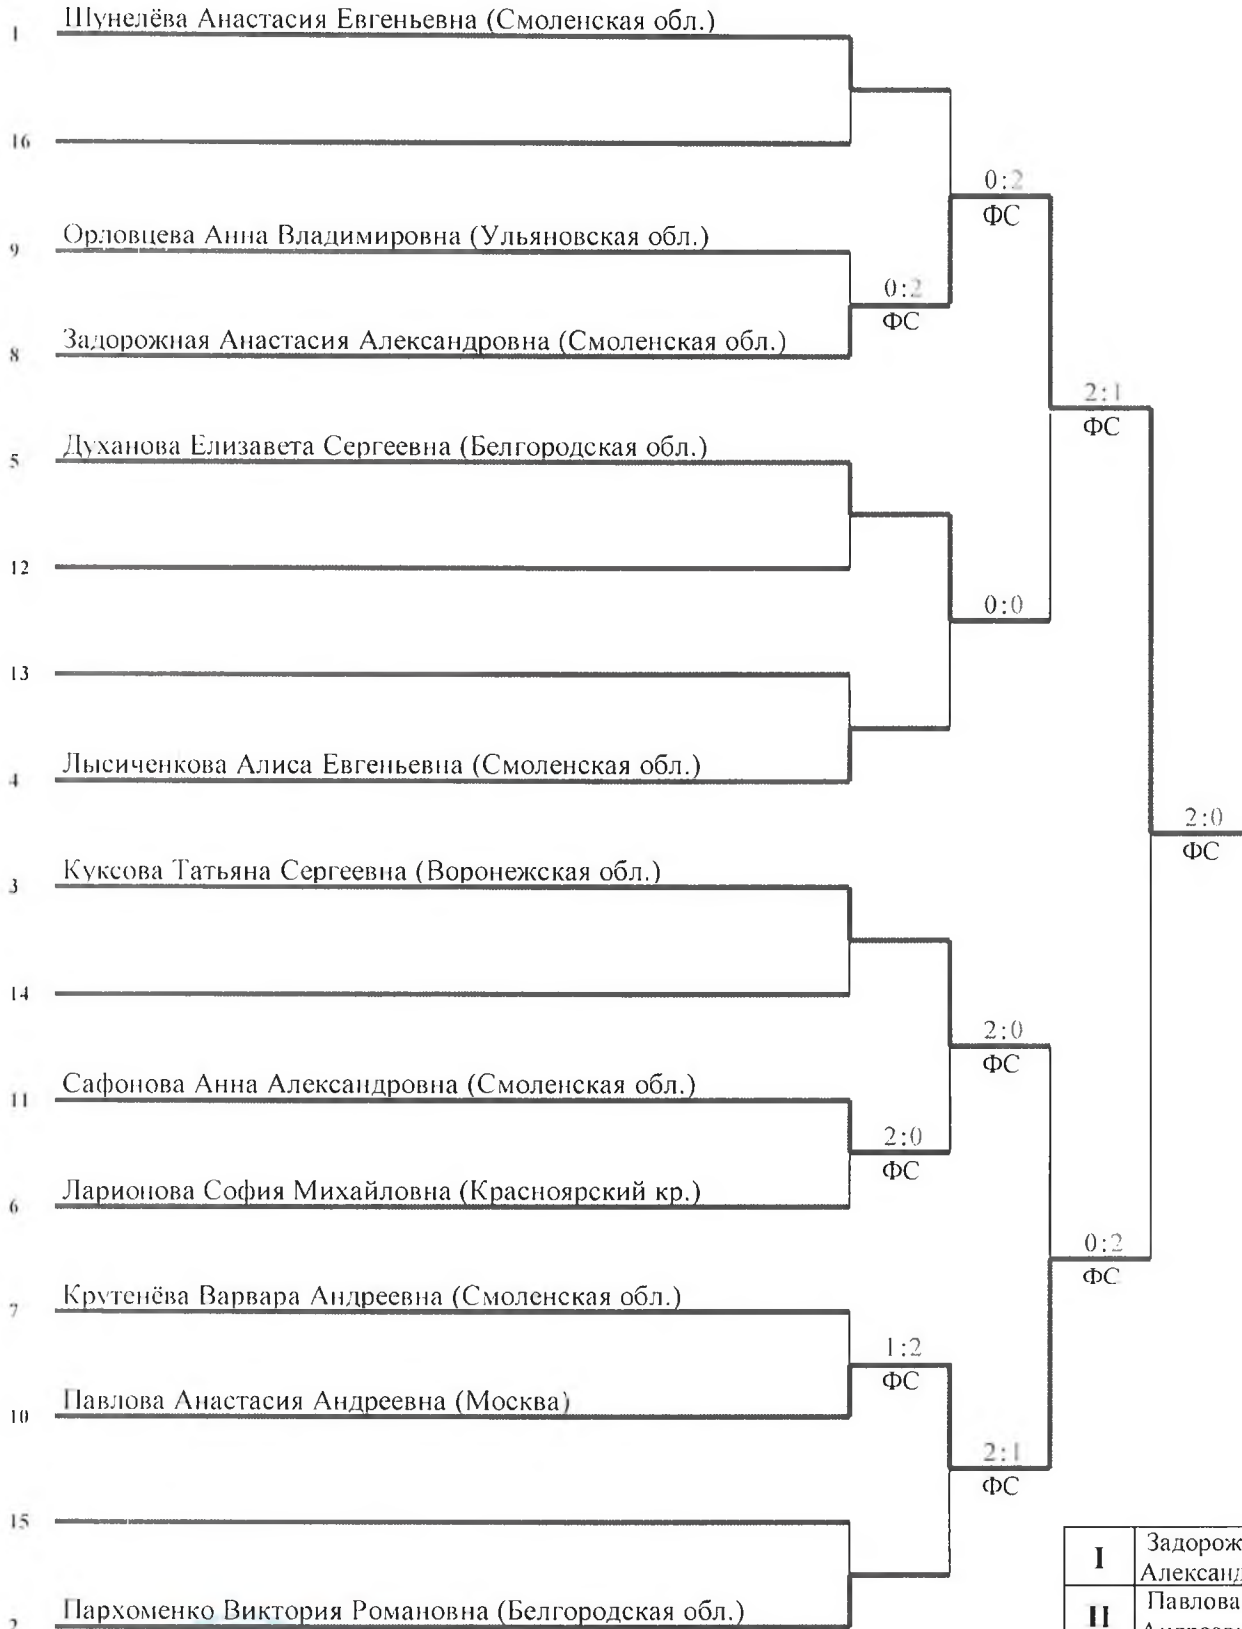 Шунелёва Анастасия Евгеньевна (Смоленская обл.)
1
16
0:2
ФС
Орловцева Анна Владимировна (Ульяновская обл.)
9
0:2
ФС
Задорожная Анастасия Александровна (Смоленская обл.)
8
2:1
ФС
Духанова Елизавета Сергеевна (Белгородская обл.)
5
12
0:0
13
Лысиченкова Алиса Евгеньевна (Смоленская обл.)
4
2:0
ФС
Куксова Татьяна Сергеевна (Воронежская обл.)
3
14
2:0
ФС
Сафонова Анна Александровна (Смоленская обл.)
11
2:0
ФС
Ларионова София Михайловна (Красноярский кр.)
6
0:2
ФС
Крутенёва Варвара Андреевна (Смоленская обл.)
7
1:2
ФС
Павлова Анастасия Андреевна (Москва)
10
2:1
ФС
15
I
Задорож
Александ
Пархоменко Виктория Романовна (Белгородская обл.)
2
II
Павлова